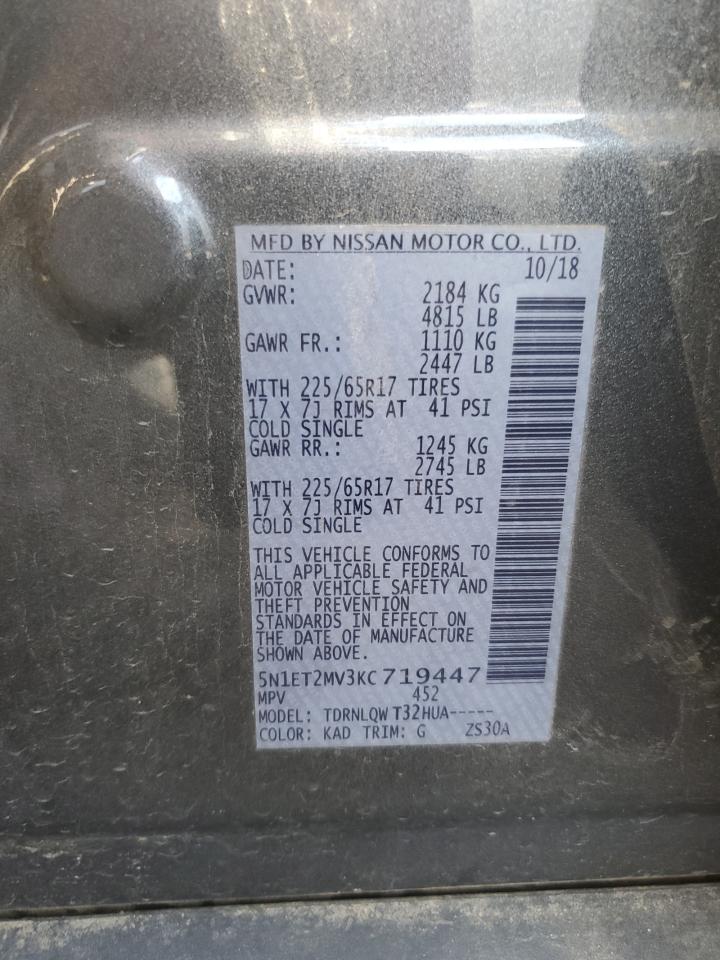 MFD BY NISSAN MOTOR CO., LTD.
DATE: 10/18
GVWR: 2184 KG
4815 LB
GAWR FR.: 1110 KG
2447 LB
WITH 225/65R17 TIRES
17 X 7J RIMS AT 41 PSI
COLD SINGLE
GAWR RR.: 1245 KG
2745 LB
WITH 225/65R17 TIRES
17 X 7J RIMS AT 41 PSI
COLD SINGLE
THIS VEHICLE CONFORMS TO
ALL APPLICABLE FEDERAL
MOTOR VEHICLE SAFETY AND
THEFT PREVENTION
STANDARDS IN EFFECT ON
THE DATE OF MANUFACTURE
SHOWN ABOVE.
5N1ET2MV3KC719447
MPV 452
MODEL: TDRNLQWT32HUA-----
COLOR: KAD TRIM: G ZS30A